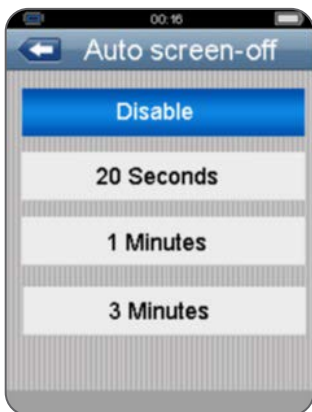 00:16
Auto screen-off
Disable
20 Seconds
1 Minutes
3 Minutes